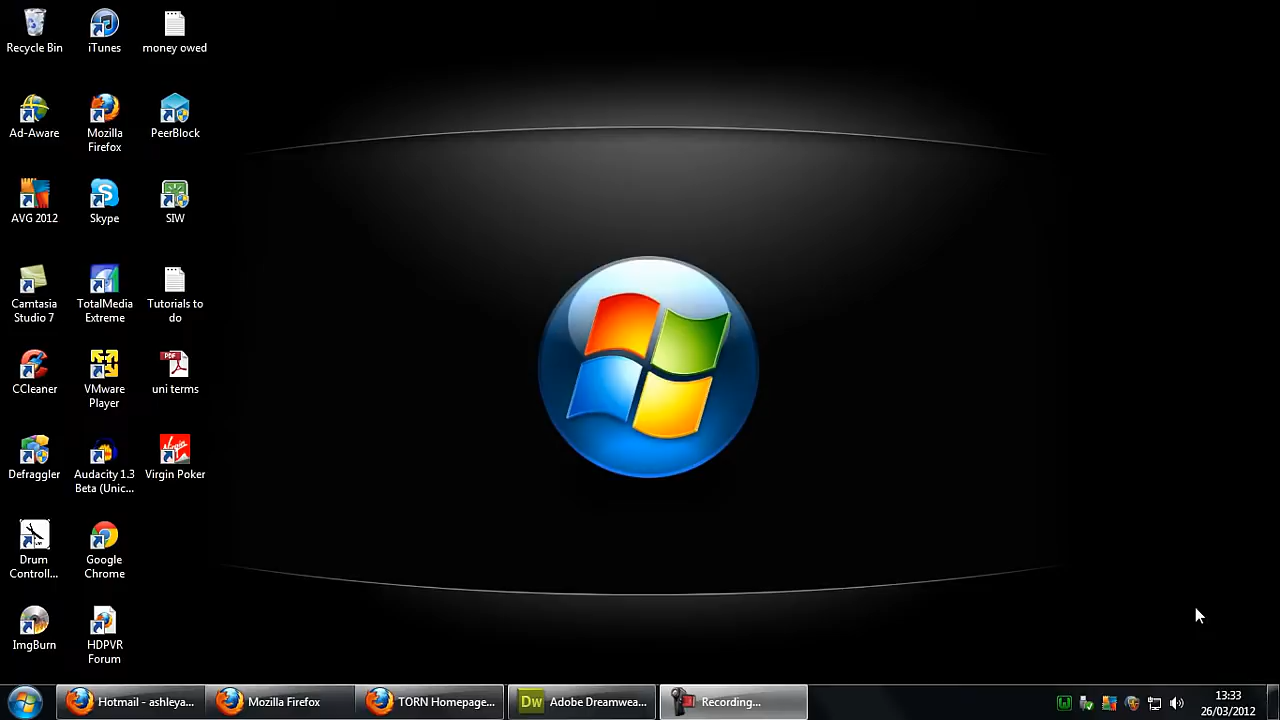 Recycle Bin
iTunes
money owed
Ad-Aware
Mozilla
Firefox
PeerBlock
AVG 2012
Skype
SIW
Camtasia
Studio 7
TotalMedia
Extreme
Tutorials to
do
CCleaner
VMware
Player
PDF
uni terms
Defraggler
Audacity 1.3
Beta (Unic...
Virgin
Virgin Poker
Drum
Controll...
Google
Chrome
ImgBurn
HDPVR
Forum
Hotmail - ashleya...
Mozilla Firefox
TORN Homepage...
Dw
Adobe Dreamwea...
Recording...
13:33
26/03/2012